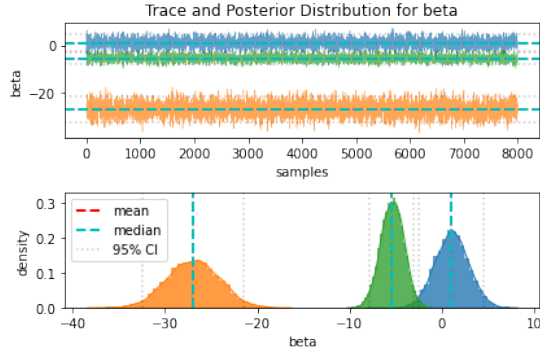 Trace and Posterior Distribution for beta
0
−20
beta
0 1000 2000 3000 4000 5000 6000 7000 8000
samples
0.3
0.2
0.1
0.0
density
mean
median
95% CI
−40 −30 −20 −10 0 10
beta